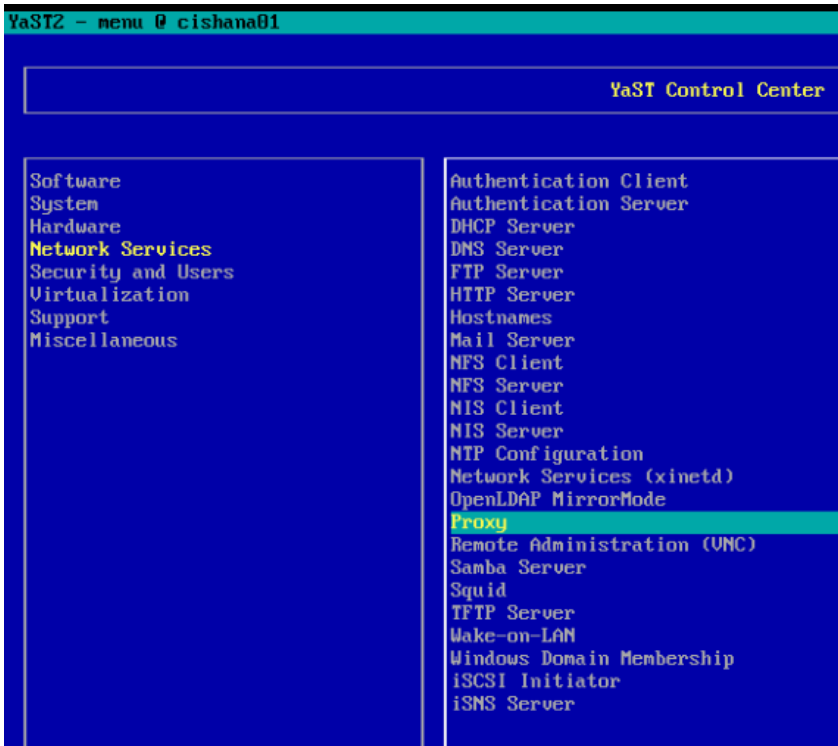 YaST2 - menu @ cishana01
YaST Control Center
Software
System
Hardware
Network Services
Security and Users
Virtualization
Support
Miscellaneous
Authentication Client
Authentication Server
DHCP Server
DNS Server
FTP Server
HTTP Server
Hostnames
Mail Server
NFS Client
NFS Server
NIS Client
NIS Server
NTP Configuration
Network Services (xinetd)
OpenLDAP MirrorMode
Proxy
Remote Administration (VNC)
Samba Server
Squid
TFTP Server
Wake-on-LAN
Windows Domain Membership
iSCSI Initiator
iSNS Server